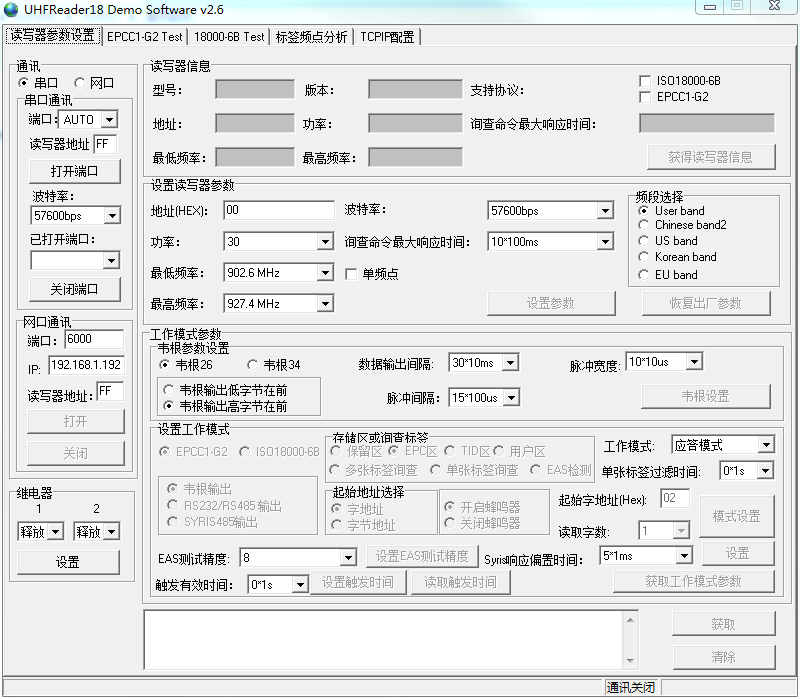 UHFReader18 Demo Software v2.6
读写器参数设置 EPCC1-G2 Test 18000-6B Test 标签频点分析 TCPIP配置
通讯
串口 网口
串口通讯
端口： AUTO
读写器地址 FF
打开端口
波特率：
57600bps
已打开端口：
关闭端口
网口通讯
端口： 6000
IP: 192.168.1.192
读写器地址： FF
打开
关闭
继电器
1 2
释放 释放
设置
读写器信息
型号： 版本： 支持协议： ISO18000-6B
EPCC1-G2
地址： 功率： 询查命令最大响应时间：
最低频率： 最高频率： 获得读写器信息
设置读写器参数
地址(HEX)： 00 波特率： 57600bps
功率： 30 询查命令最大响应时间： 10*100ms
最低频率： 902.6 MHz 单频点
最高频率： 927.4 MHz 设置参数 恢复出厂参数
频段选择
User band
Chinese band2
US band
Korean band
EU band
工作模式参数
韦根参数设置
韦根26 韦根34 数据输出间隔： 30*10ms 脉冲宽度： 10*10us
韦根输出低字节在前
韦根输出高字节在前 脉冲间隔： 15*100us 韦根设置
设置工作模式
EPCC1-G2 ISO18000-6B
韦根输出
RS232/RS485输出
SYRIS485输出
存储区或询查标签
保留区 EPC区 TID区 用户区
多张标签询查 单张标签询查 EAS检测
起始地址选择
字地址
字节地址
开启蜂鸣器
关闭蜂鸣器
工作模式： 应答模式
单张标签过滤时间： 0*1s
起始字地址(Hex): 02
读取字数： 1
模式设置
EAS测试精度： 8 设置EAS测试精度 Syris响应偏置时间： 5*1ms 设置
触发有效时间： 0*1s 设置触发时间 读取触发时间 获取工作模式参数
获取
清除
通讯关闭